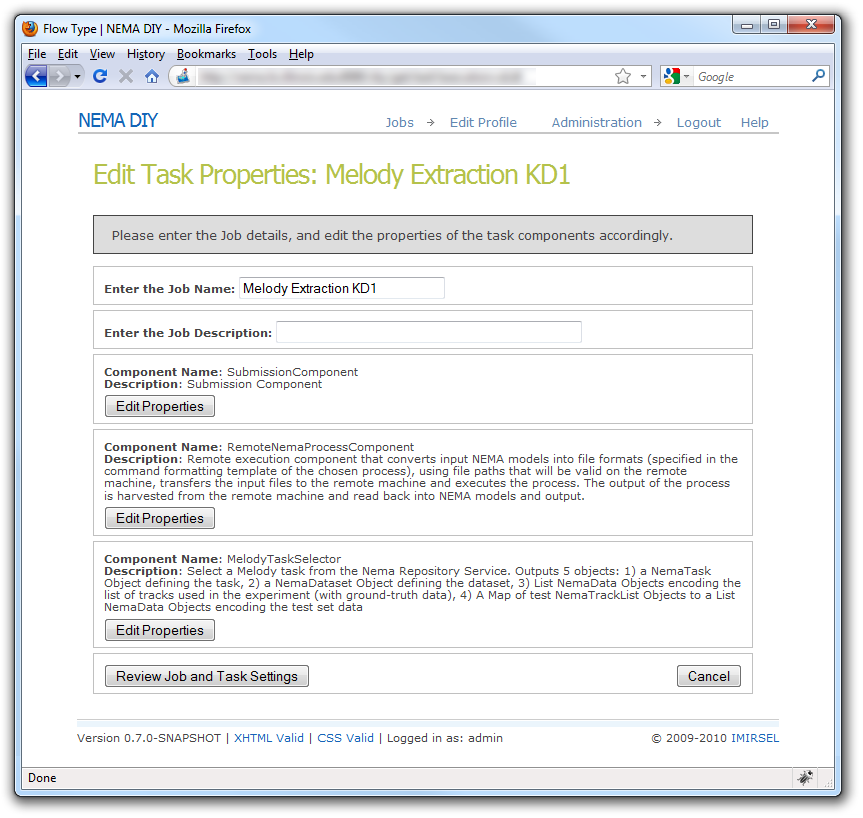 Flow Type | NEMA DIY - Mozilla Firefox
File Edit View History Bookmarks Tools Help
Google
NEMA DIY Jobs → Edit Profile Administration → Logout Help
Edit Task Properties: Melody Extraction KD1
Please enter the Job details, and edit the properties of the task components accordingly.
Enter the Job Name: Melody Extraction KD1
Enter the Job Description:
Component Name: SubmissionComponent
Description: Submission Component
Edit Properties
Component Name: RemoteNemaProcessComponent
Description: Remote execution component that converts input NEMA models into file formats (specified in the
command formatting template of the chosen process), using file paths that will be valid on the remote
machine, transfers the input files to the remote machine and executes the process. The output of the process
is harvested from the remote machine and read back into NEMA models and output.
Edit Properties
Component Name: MelodyTaskSelector
Description: Select a Melody task from the Nema Repository Service. Outputs 5 objects: 1) a NemaTask
Object defining the task, 2) a NemaDataset Object defining the dataset, 3) List NemaData Objects encoding the
list of tracks used in the experiment (with ground-truth data), 4) A Map of test NemaTrackList Objects to a List
NemaData Objects encoding the test set data
Edit Properties
Review Job and Task Settings Cancel
Version 0.7.0-SNAPSHOT | XHTML Valid | CSS Valid | Logged in as: admin © 2009-2010 IMIRSEL
Done